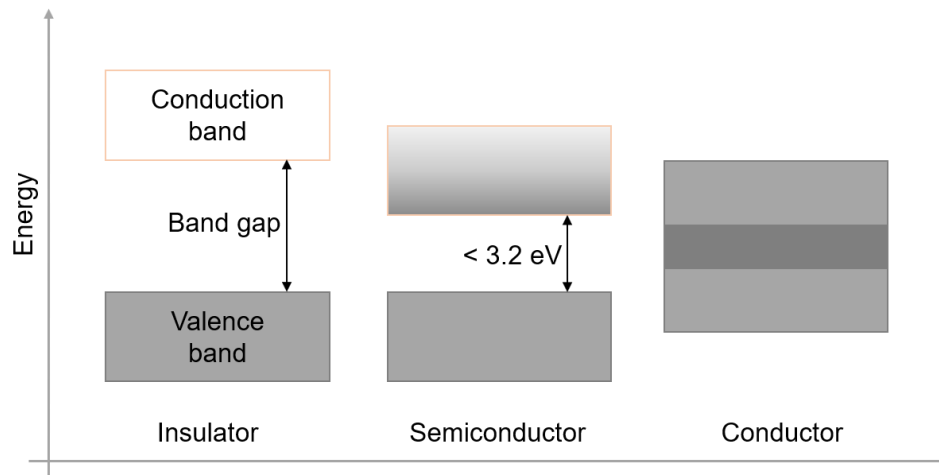 Energy
Conduction
band
Band gap
< 3.2 eV
Valence
band
Insulator
Semiconductor
Conductor